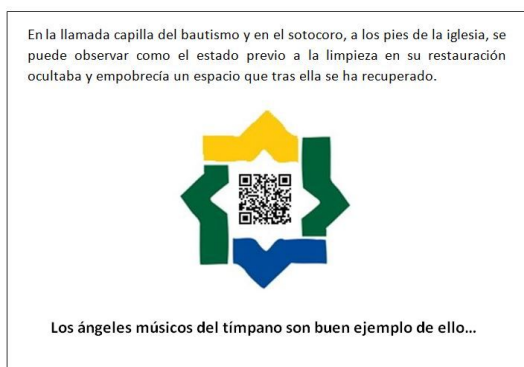 En la llamada capilla del bautismo y en el sotocoro, a los pies de la iglesia, se
puede observar como el estado previo a la limpieza en su restauración
ocultaba y empobrecía un espacio que tras ella se ha recuperado.
Los ángeles músicos del tímpano son buen ejemplo de ello...